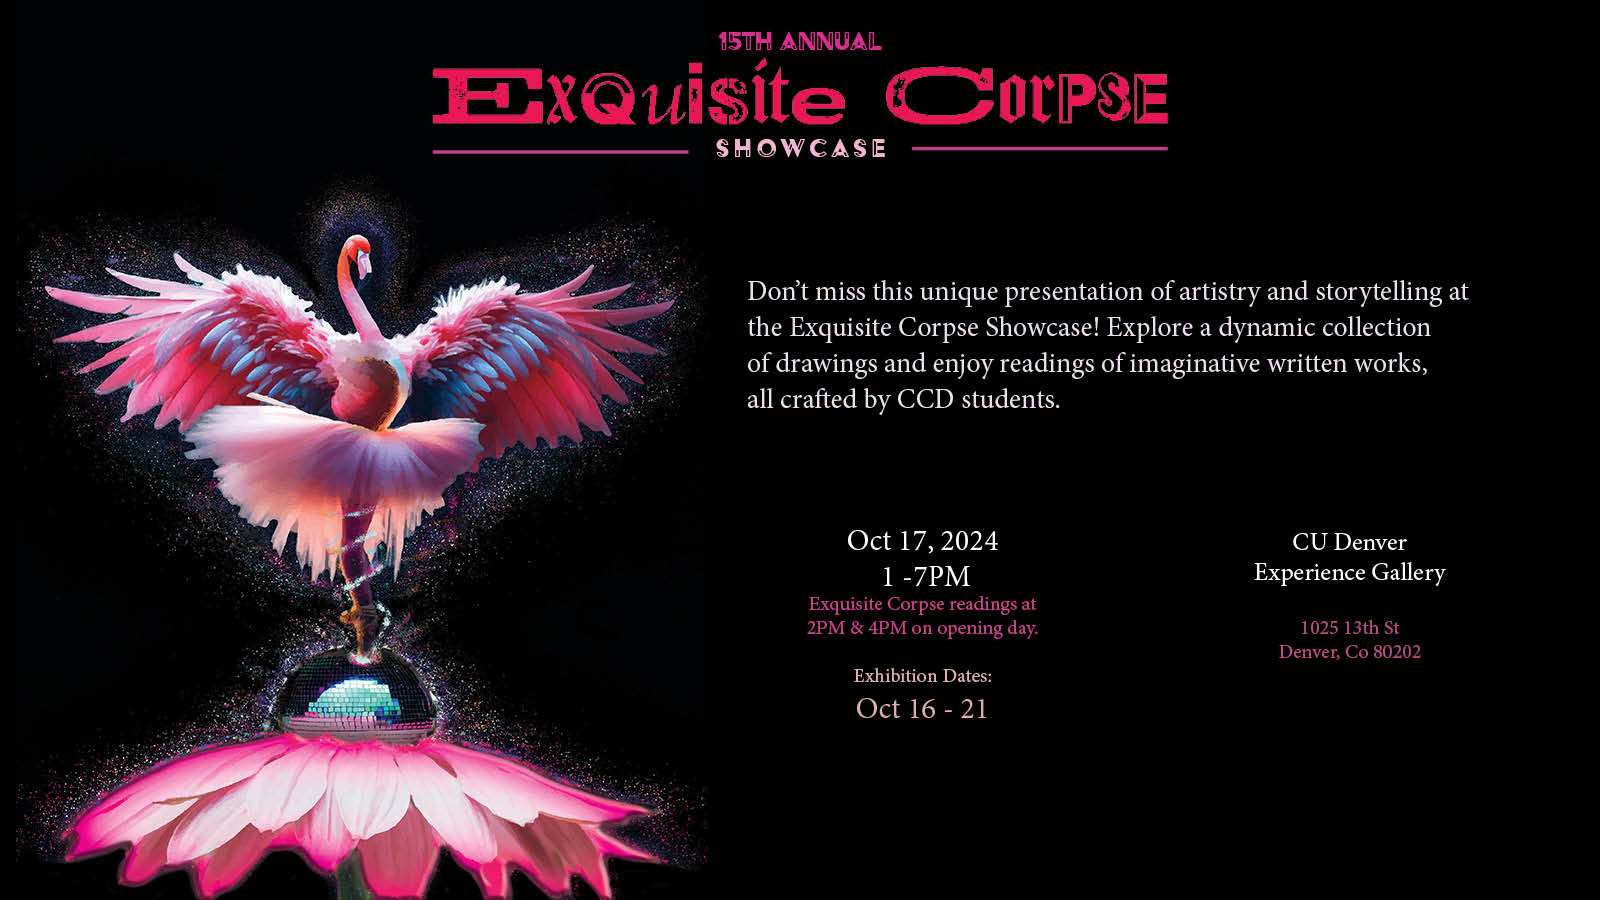 15TH ANNUAL
Exquisíte Corpse
SHOWCASE
Don't miss this unique presentation of artistry and storytelling at
the Exquisite Corpse Showcase! Explore a dynamic collection
of drawings and enjoy readings of imaginative written works,
all crafted by CCD students.
Oct 17, 2024
1 -7PM
Exquisite Corpse readings at
2PM & 4PM on opening day.
Exhibition Dates:
Oct 16 - 21
CU Denver
Experience Gallery
1025 13th St
Denver, Co 80202